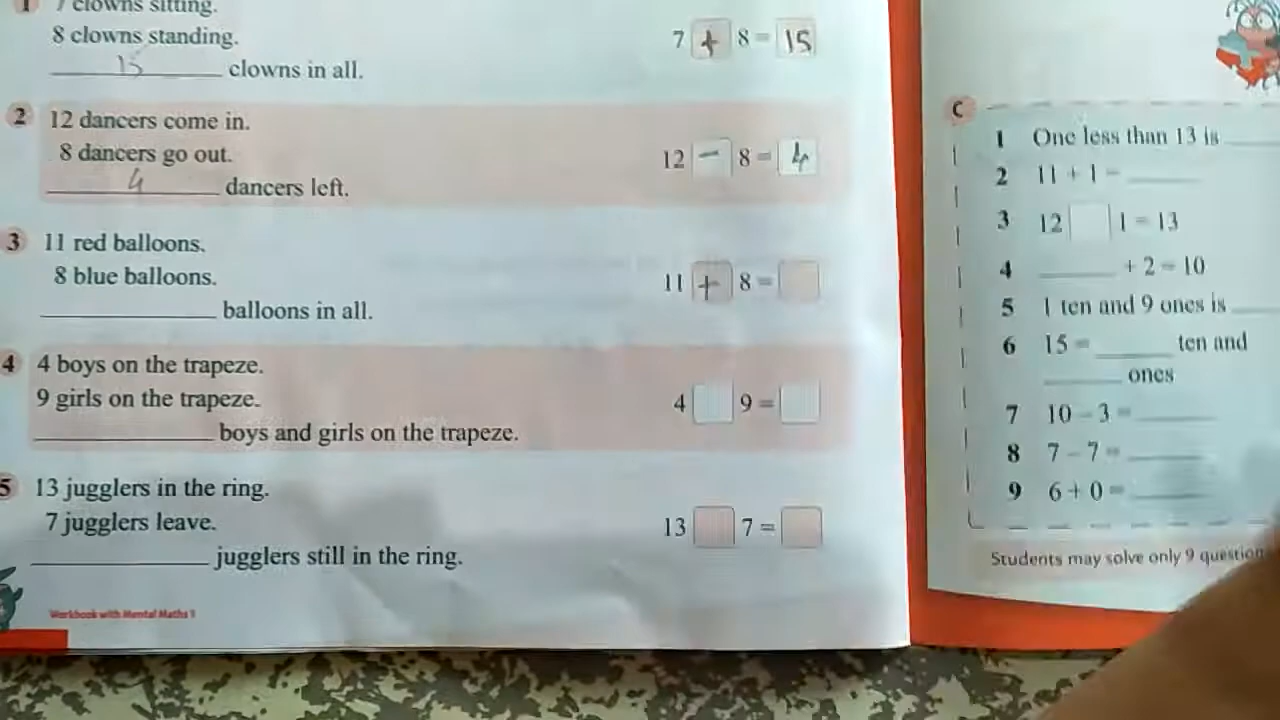 1 7 clowns sitting.
8 clowns standing.
15 clowns in all.
7 + 8 = 15
2 12 dancers come in.
8 dancers go out.
4 dancers left.
12 - 8 = 4
3 11 red balloons.
8 blue balloons.
balloons in all.
11 + 8 =
4 4 boys on the trapeze.
9 girls on the trapeze.
boys and girls on the trapeze.
4 9 =
5 13 jugglers in the ring.
7 jugglers leave.
jugglers still in the ring.
13 7 =
Workbook with Mental Maths 1
C
1 One less than 13 is
2 11 + 1 =
3 12 1 = 13
4 + 2 = 10
5 1 ten and 9 ones is
6 15 = ten and
ones
7 10 - 3 =
8 7 - 7 =
9 6 + 0 =
Students may solve only 9 question